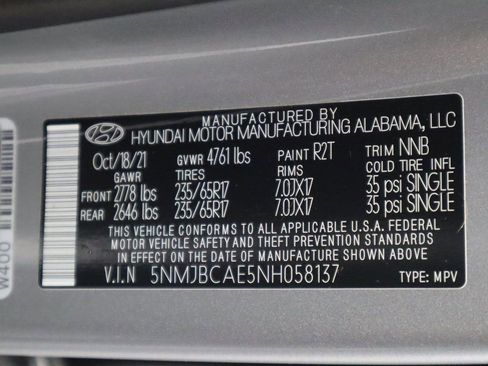 MANUFACTURED BY
HYUNDAI MOTOR MANUFACTURING ALABAMA, LLC
Oct/18/21 GVWR 4761 lbs PAINT R2T TRIM NNB
GAWR TIRES RIMS COLD TIRE INFL
FRONT 2778 lbs 235/65R17 7.0JX17 35 psi SINGLE
REAR 2646 lbs 235/65R17 7.0JX17 35 psi SINGLE
THIS VEHICLE CONFORMS TO ALL APPLICABLE U.S.A. FEDERAL
MOTOR VEHICLE SAFETY AND THEFT PREVENTION STANDARDS
IN EFFECT ON THE DATE OF MANUFACTURE SHOWN ABOVE.
V.I.N 5NMJBCAE5NH058137 TYPE: MPV
W400